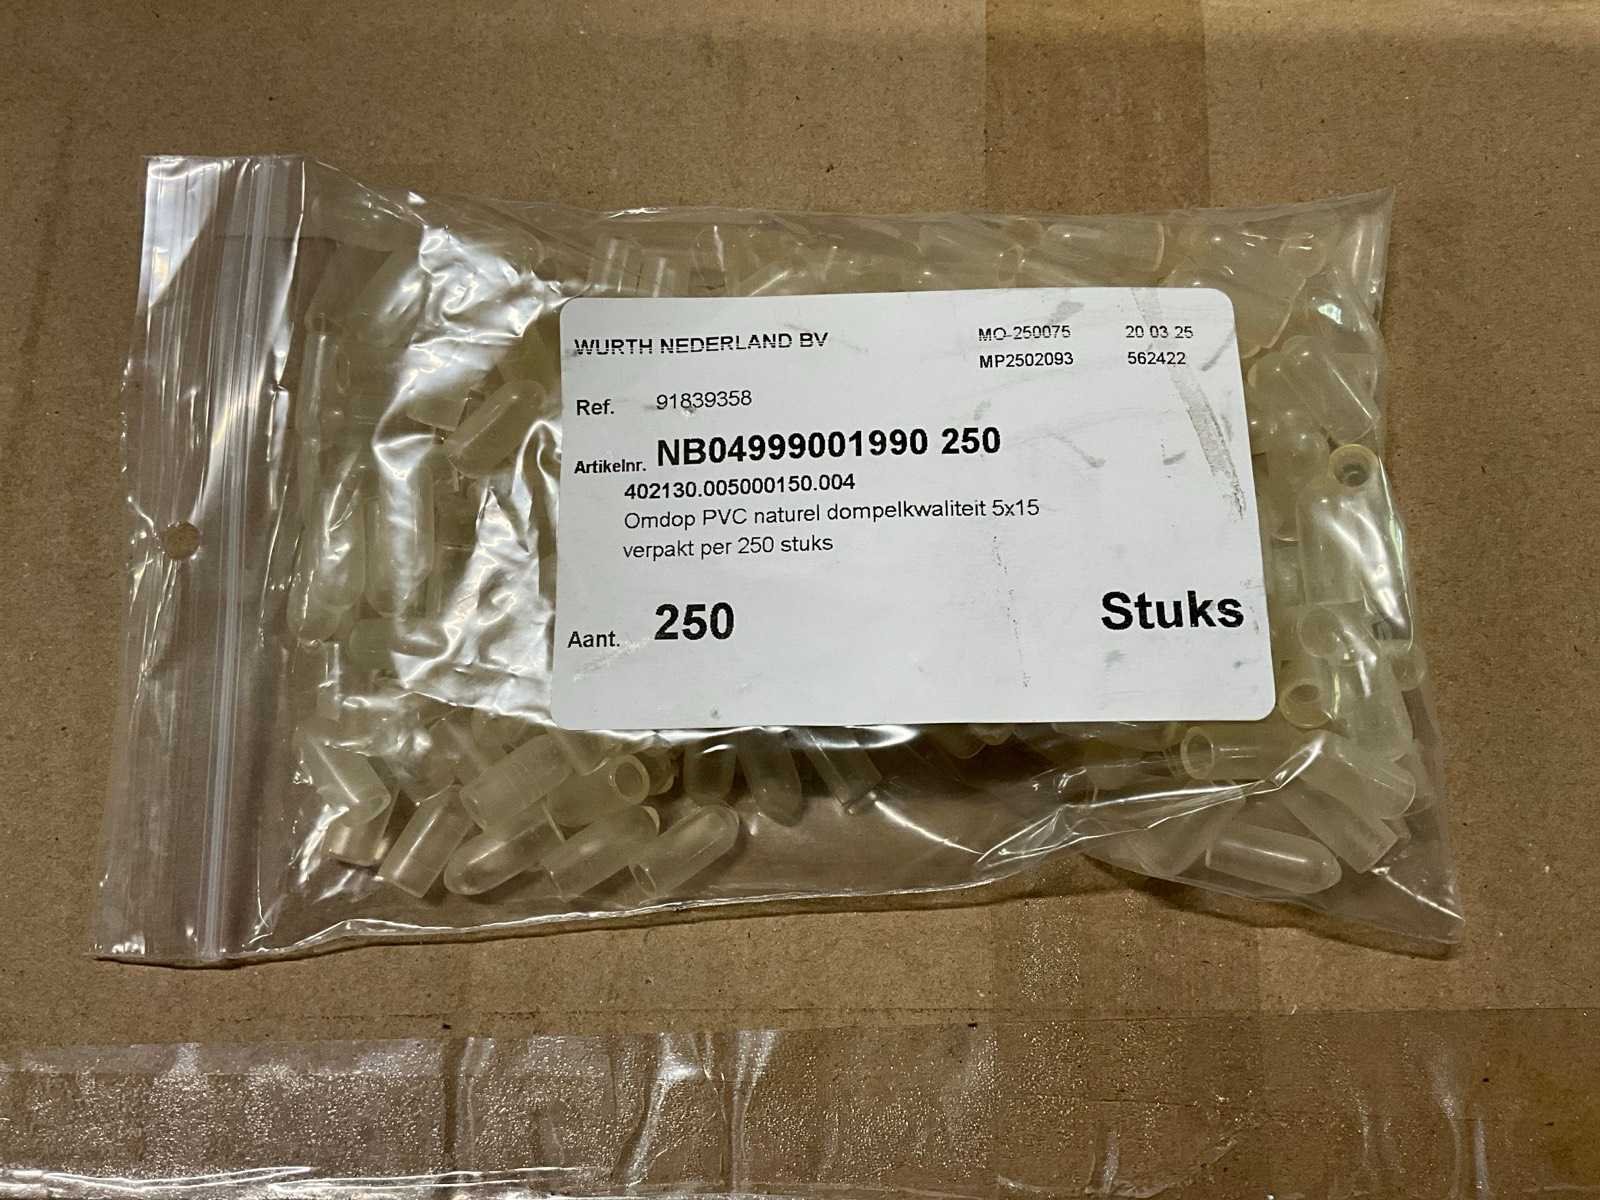 WURTH NEDERLAND BV
MO-250075 20 03 25
MP2502093 562422
Ref. 91839358
Artikelnr. NB04999001990 250
402130.005000150.004
Omdop PVC naturel dompelkwaliteit 5x15
verpakt per 250 stuks
Aant. 250 Stuks